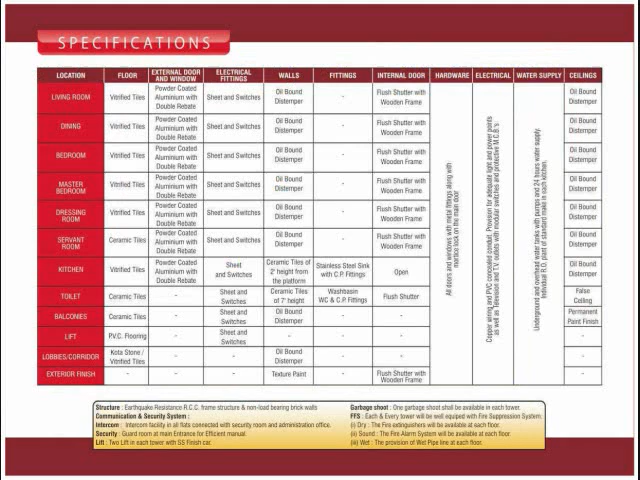 SPECIFICATIONS
LOCATION FLOOR EXTERNAL DOOR AND WINDOW ELECTRICAL FITTINGS WALLS FITTINGS INTERNAL DOOR HARDWARE ELECTRICAL WATER SUPPLY CEILINGS
LIVING ROOM Vitrified Tiles Powder Coated Aluminium with Double Rebate Sheet and Switches Oil Bound Distemper - Flush Shutter with Wooden Frame Oil Bound Distemper
DINING Vitrified Tiles Powder Coated Aluminium with Double Rebate Sheet and Switches Oil Bound Distemper - Flush Shutter with Wooden Frame Oil Bound Distemper
BEDROOM Vitrified Tiles Powder Coated Aluminium with Double Rebate Sheet and Switches Oil Bound Distemper - Flush Shutter with Wooden Frame Oil Bound Distemper
MASTER BEDROOM Vitrified Tiles Powder Coated Aluminium with Double Rebate Sheet and Switches Oil Bound Distemper - Flush Shutter with Wooden Frame Oil Bound Distemper
DRESSING ROOM Vitrified Tiles Powder Coated Aluminium with Double Rebate Sheet and Switches Oil Bound Distemper - Flush Shutter with Wooden Frame Oil Bound Distemper
SERVANT ROOM Ceramic Tiles Powder Coated Aluminium with Double Rebate Sheet and Switches Oil Bound Distemper - Flush Shutter with Wooden Frame Oil Bound Distemper
KITCHEN Vitrified Tiles Powder Coated Aluminium with Double Rebate Sheet and Switches Ceramic Tiles of 2' height from the platform Stainless Steel Sink with C.P. Fittings Open Oil Bound Distemper
TOILET Ceramic Tiles - Sheet and Switches Ceramic Tiles of 7' height Washbasin WC & C.P. Fittings Flush Shutter False Ceiling
BALCONIES Ceramic Tiles - Sheet and Switches Oil Bound Distemper - - Permanent Paint Finish
LIFT P.V.C. Flooring - Sheet and Switches - - - -
LOBBIES/CORRIDOR Kota Stone / Vitrified Tiles - - Oil Bound Distemper - - -
EXTERIOR FINISH - - - Texture Paint - Flush Shutter with Wooden Frame -
All doors and windows with metal fittings along with
mortice lock on the main door
Copper wiring and PVC concealed conduit. Provision for adequate light and power points
as well as Television and T.V. outlets with modular switches and protective M.C.B.'s
Underground and overhead water tanks with pumps and 24 hours water supply.
Individual R.O. plant of standard make in each kitchen.
Structure : Earthquake Resistance R.C.C. frame structure & non-load bearing brick walls
Communication & Security System :
Intercom : Intercom facility in all flats connected with security room and administration office.
Security : Guard room at main Entrance for Efficient manual.
Lift : Two Lift in each tower with SS Finish car.
Garbage shoot : One garbage shoot shall be available in each tower.
FFS : Each & Every tower will be well equiped with Fire Suppression System.
(i) Dry : The Fire extinguishers will be available at each floor.
(ii) Sound : The Fire Alarm System will be available at each floor.
(iii) Wet : The provision of Wet Pipe line at each floor.